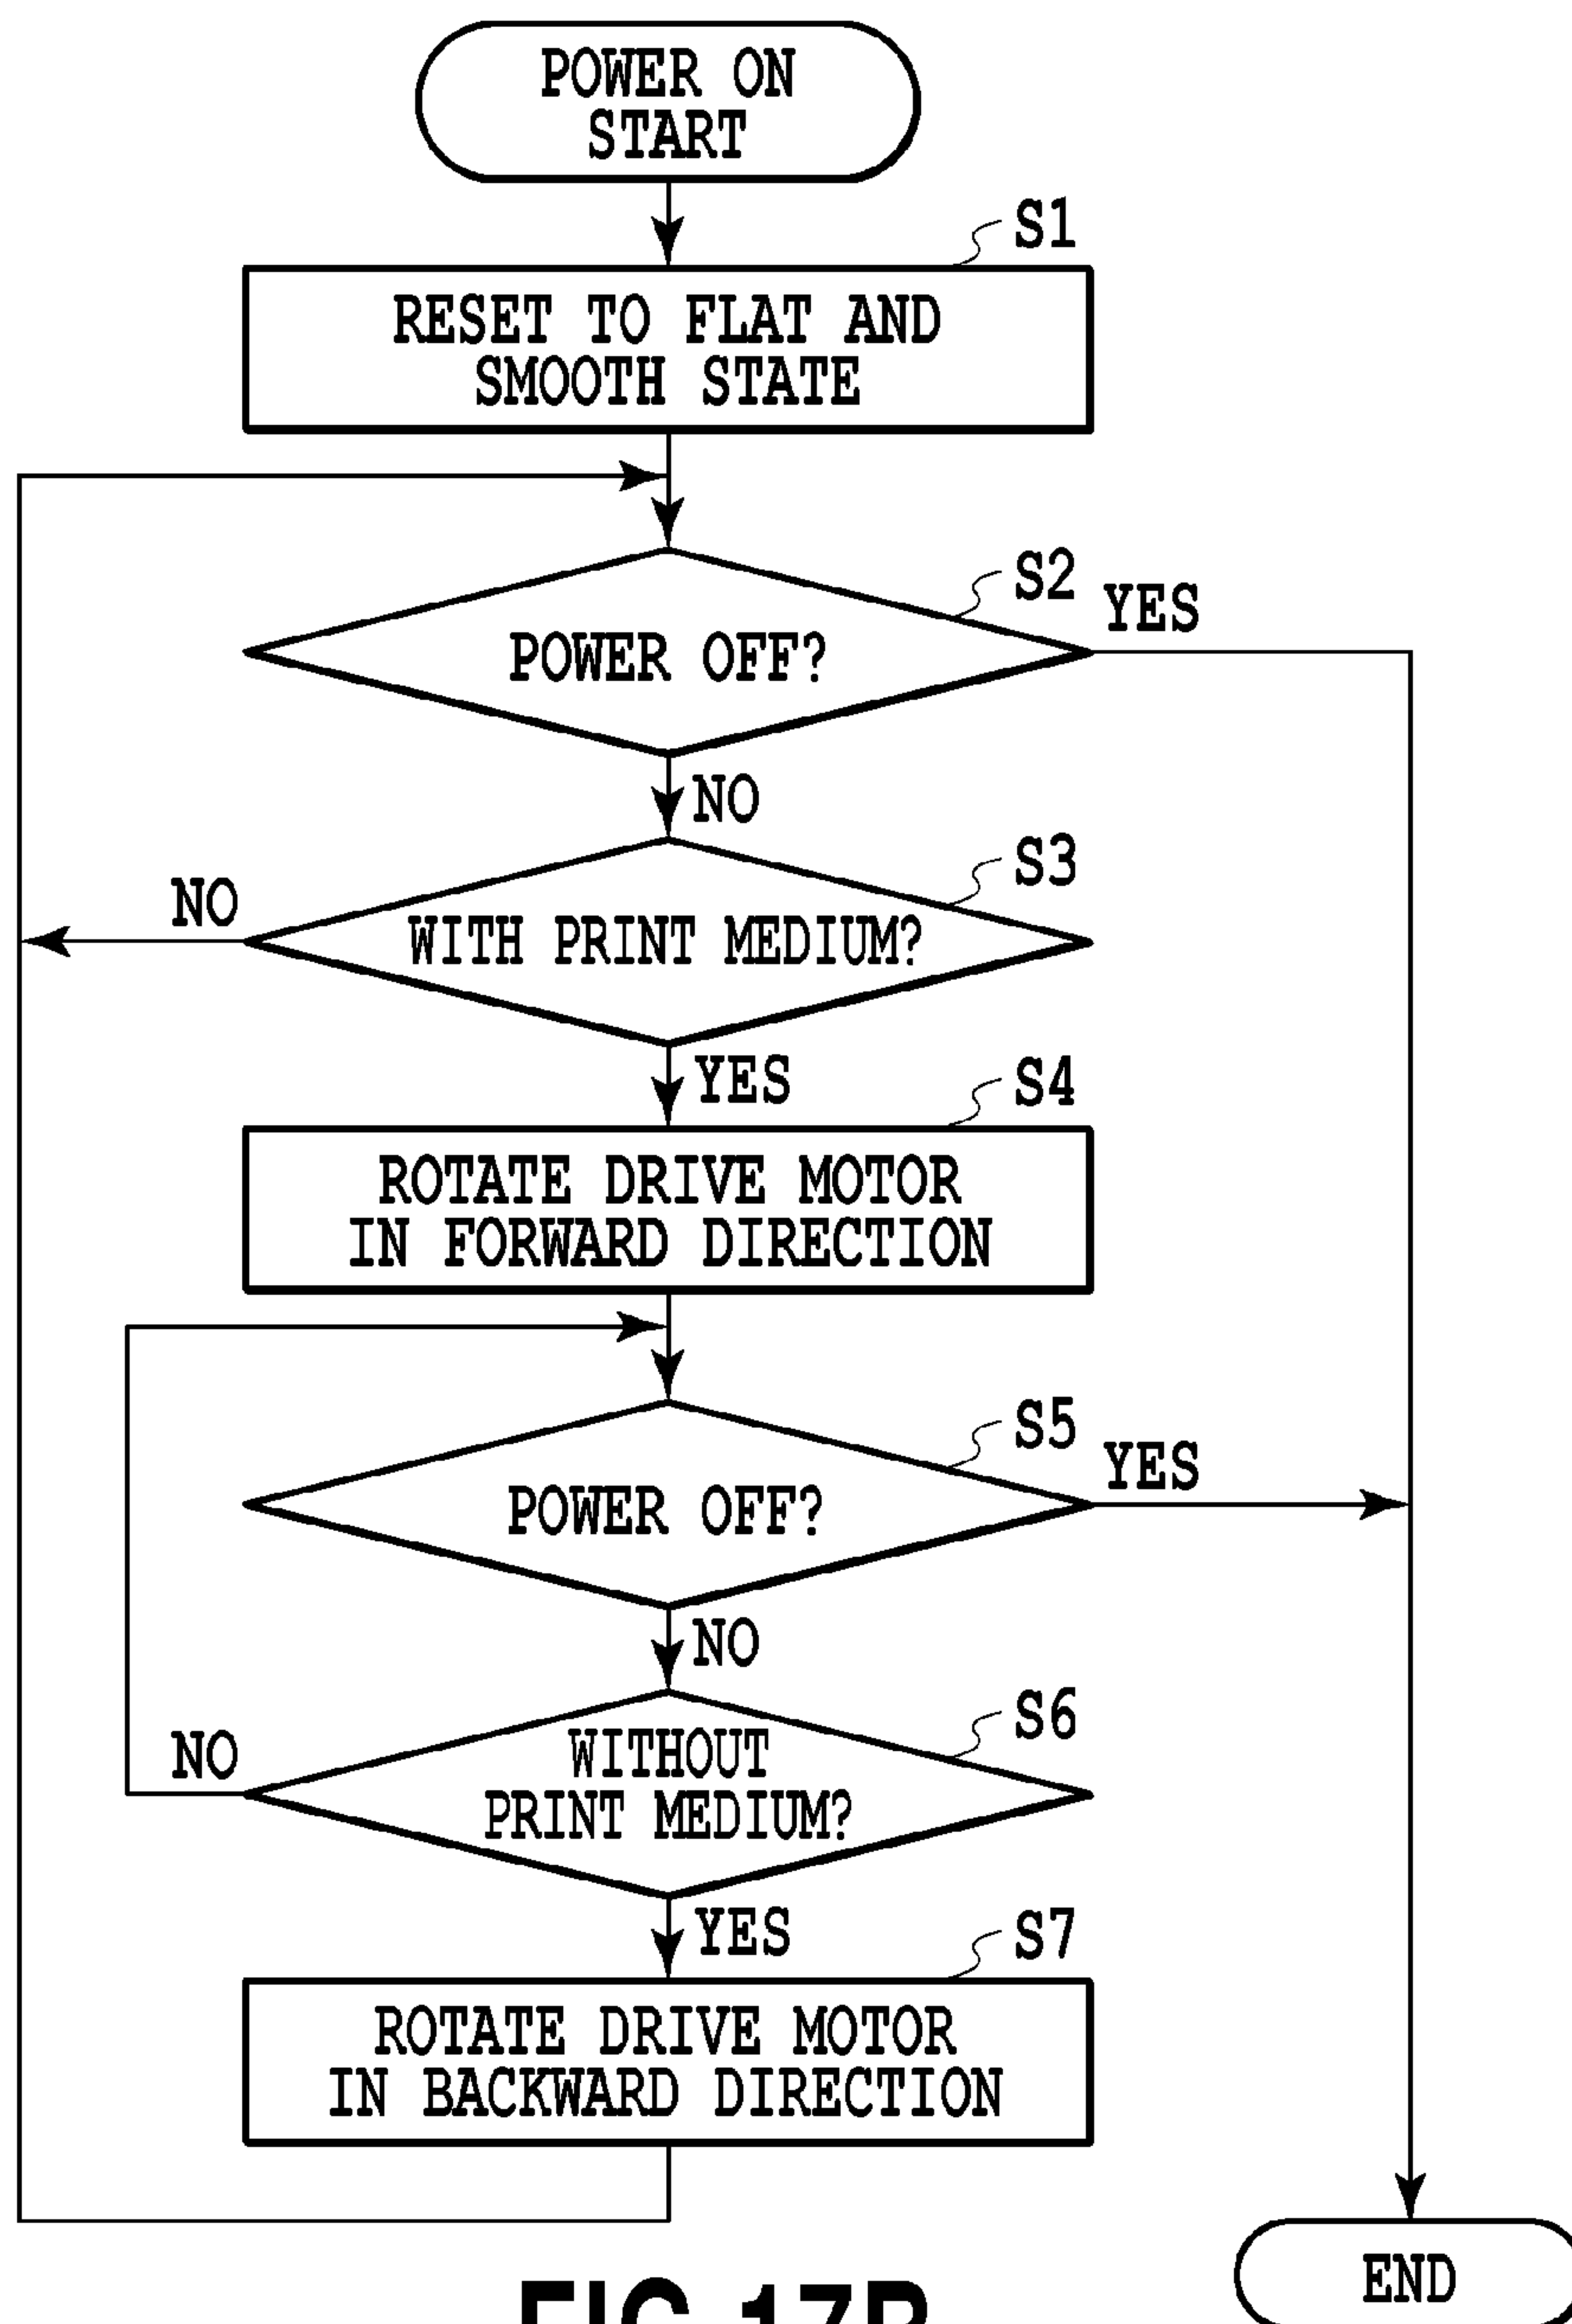 POWER ON
START
S1
RESET TO FLAT AND
SMOOTH STATE
S2
YES
POWER OFF?
NO
S3
NO
WITH PRINT MEDIUM?
YES
S4
ROTATE DRIVE MOTOR
IN FORWARD DIRECTION
S5
YES
POWER OFF?
NO
S6
NO
WITHOUT
PRINT MEDIUM?
YES
S7
ROTATE DRIVE MOTOR
IN BACKWARD DIRECTION
END
FIG.17B